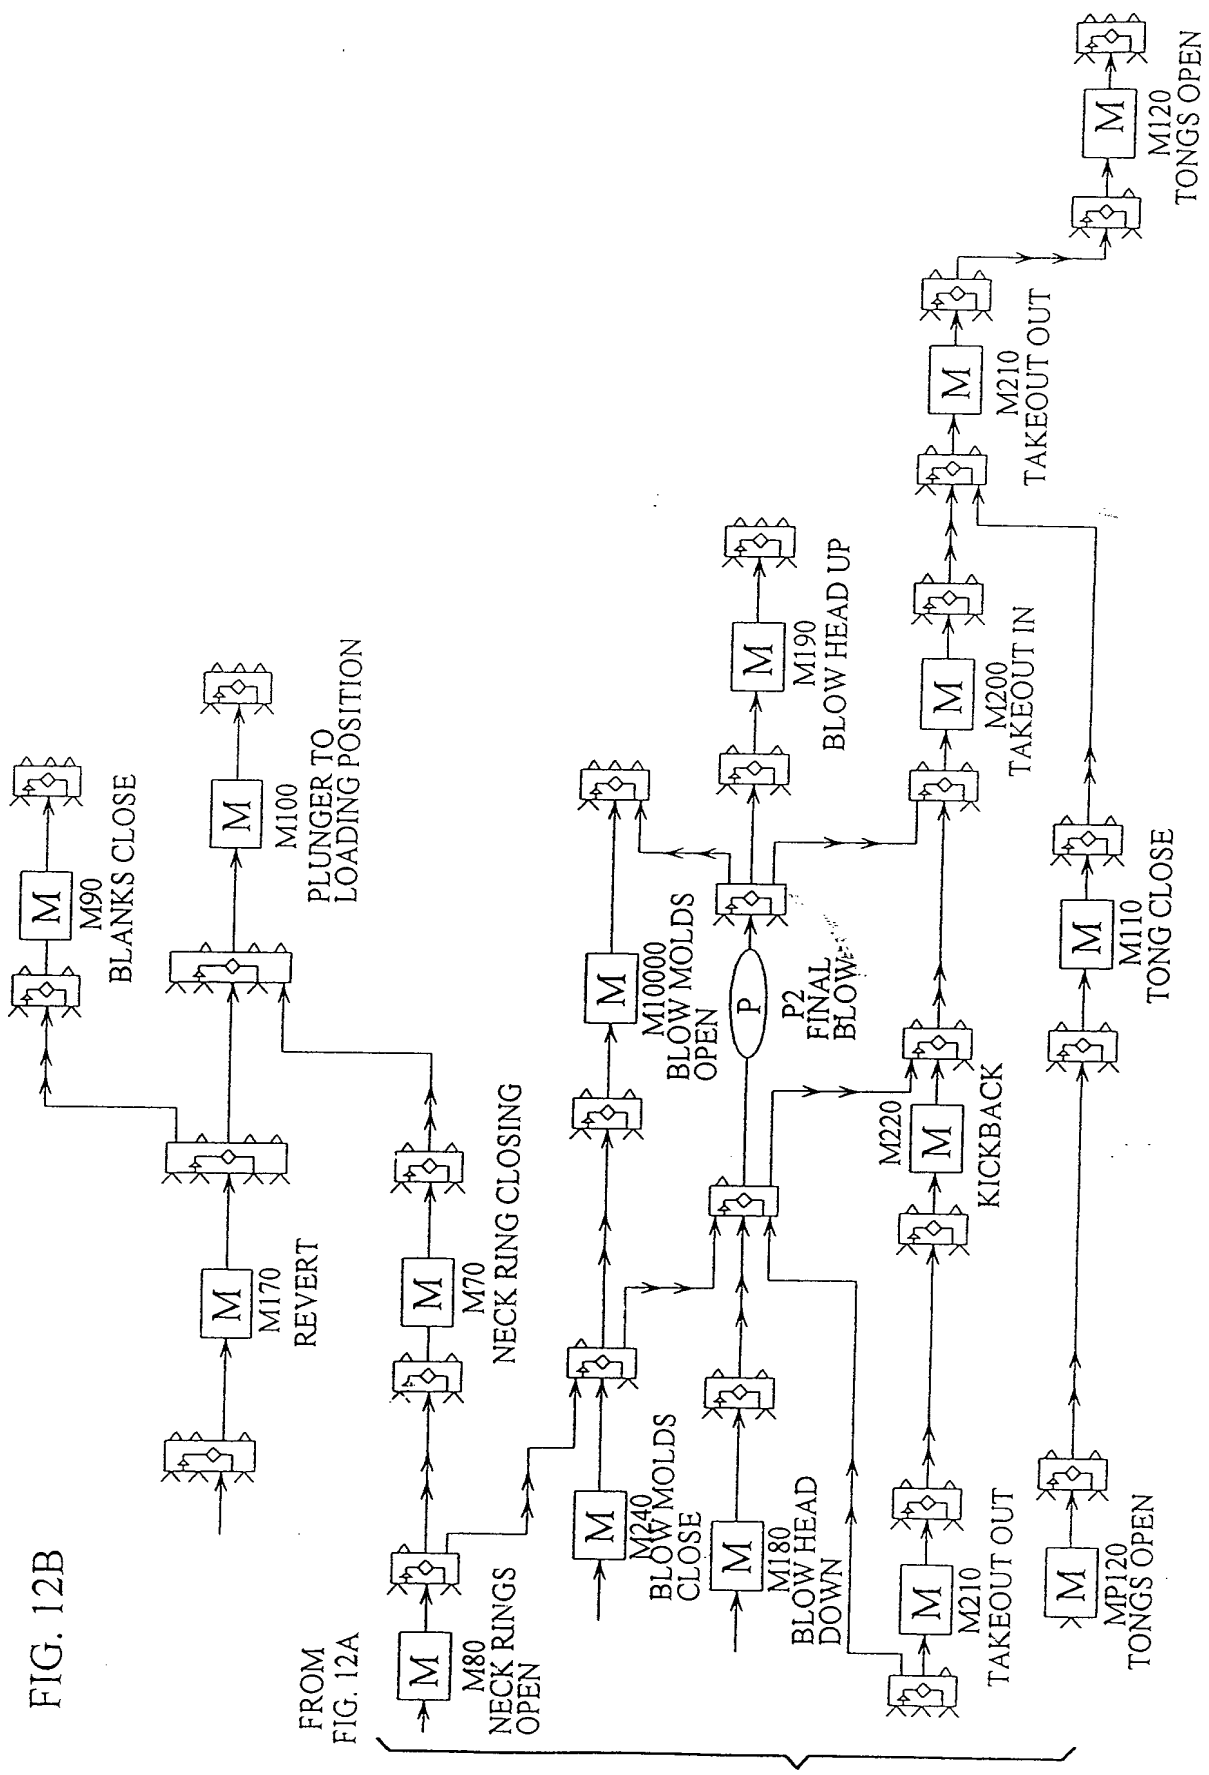 FIG. 12B
FROM
FIG. 12A
M
M90
BLANKS CLOSE
M
M100
PLUNGER TO
LOADING POSITION
M
M170
REVERT
M
M80
NECK RINGS
OPEN
M
M70
NECK RING CLOSING
M
M240
BLOW MOLDS
CLOSE
M
M10000
BLOW MOLDS
OPEN
M
M180
BLOW HEAD
DOWN
P
P2
FINAL
BLOW
M
M190
BLOW HEAD UP
M
M210
TAKEOUT OUT
M220
M
KICKBACK
M
M200
TAKEOUT IN
M
M210
TAKEOUT OUT
M
MP120
TONGS OPEN
M
M110
TONG CLOSE
M
M120
TONGS OPEN